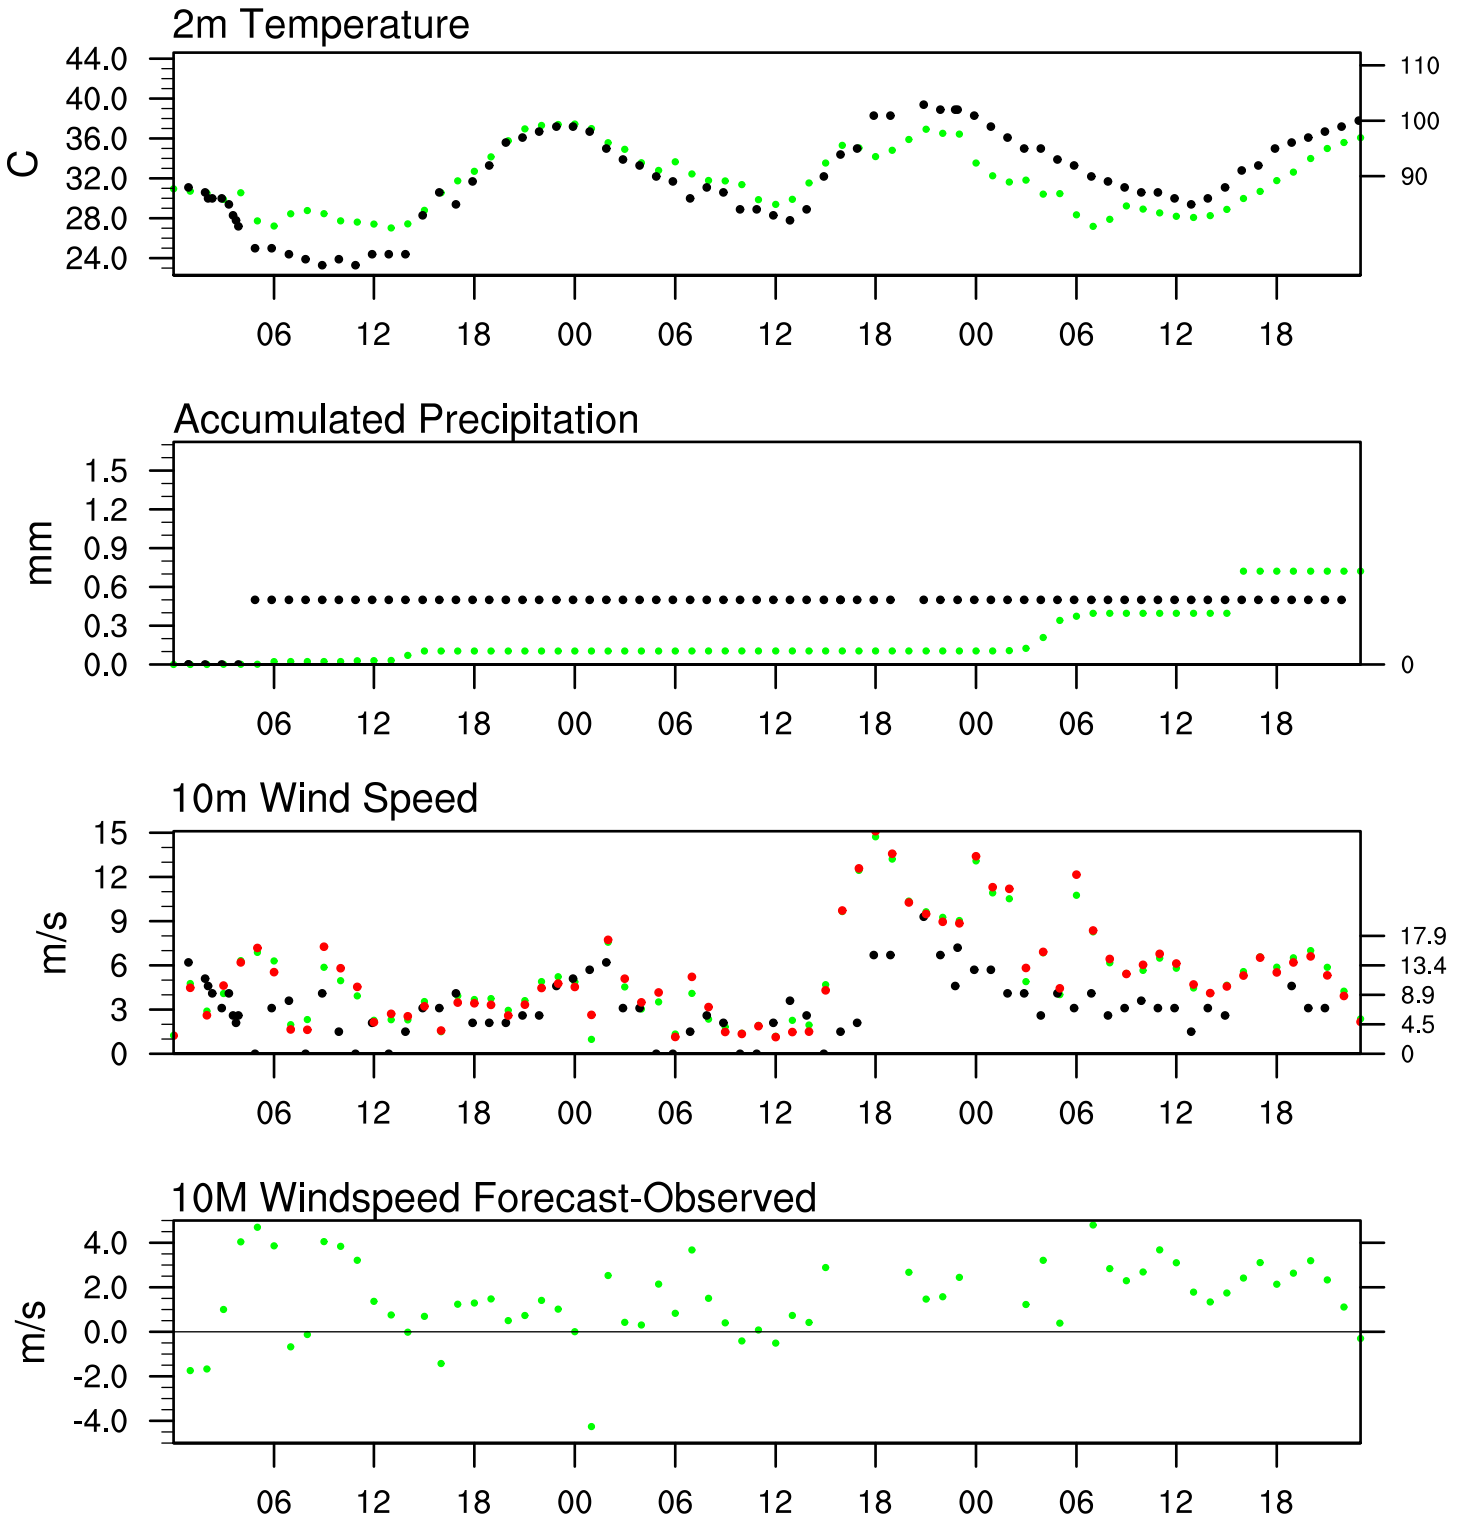 2m Temperature
44.0
40.0
36.0
32.0
28.0
24.0
C
110
100
90
06 12 18 00 06 12 18 00 06 12 18
Accumulated Precipitation
1.5
1.2
0.9
0.6
0.3
0.0
mm
0
06 12 18 00 06 12 18 00 06 12 18
10m Wind Speed
15
12
9
6
3
0
m/s
17.9
13.4
8.9
4.5
0
06 12 18 00 06 12 18 00 06 12 18
10M Windspeed Forecast-Observed
4.0
2.0
0.0
-2.0
-4.0
m/s
06 12 18 00 06 12 18 00 06 12 18